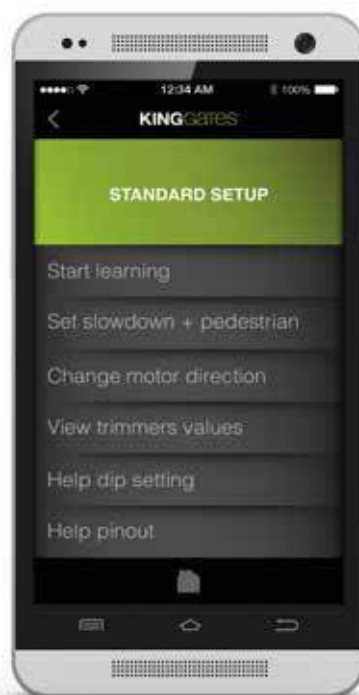 12:34 AM 100%
KINGGates
STANDARD SETUP
Start learning
Set slowdown + pedestrian
Change motor direction
View trimmers values
Help dip setting
Help pinout